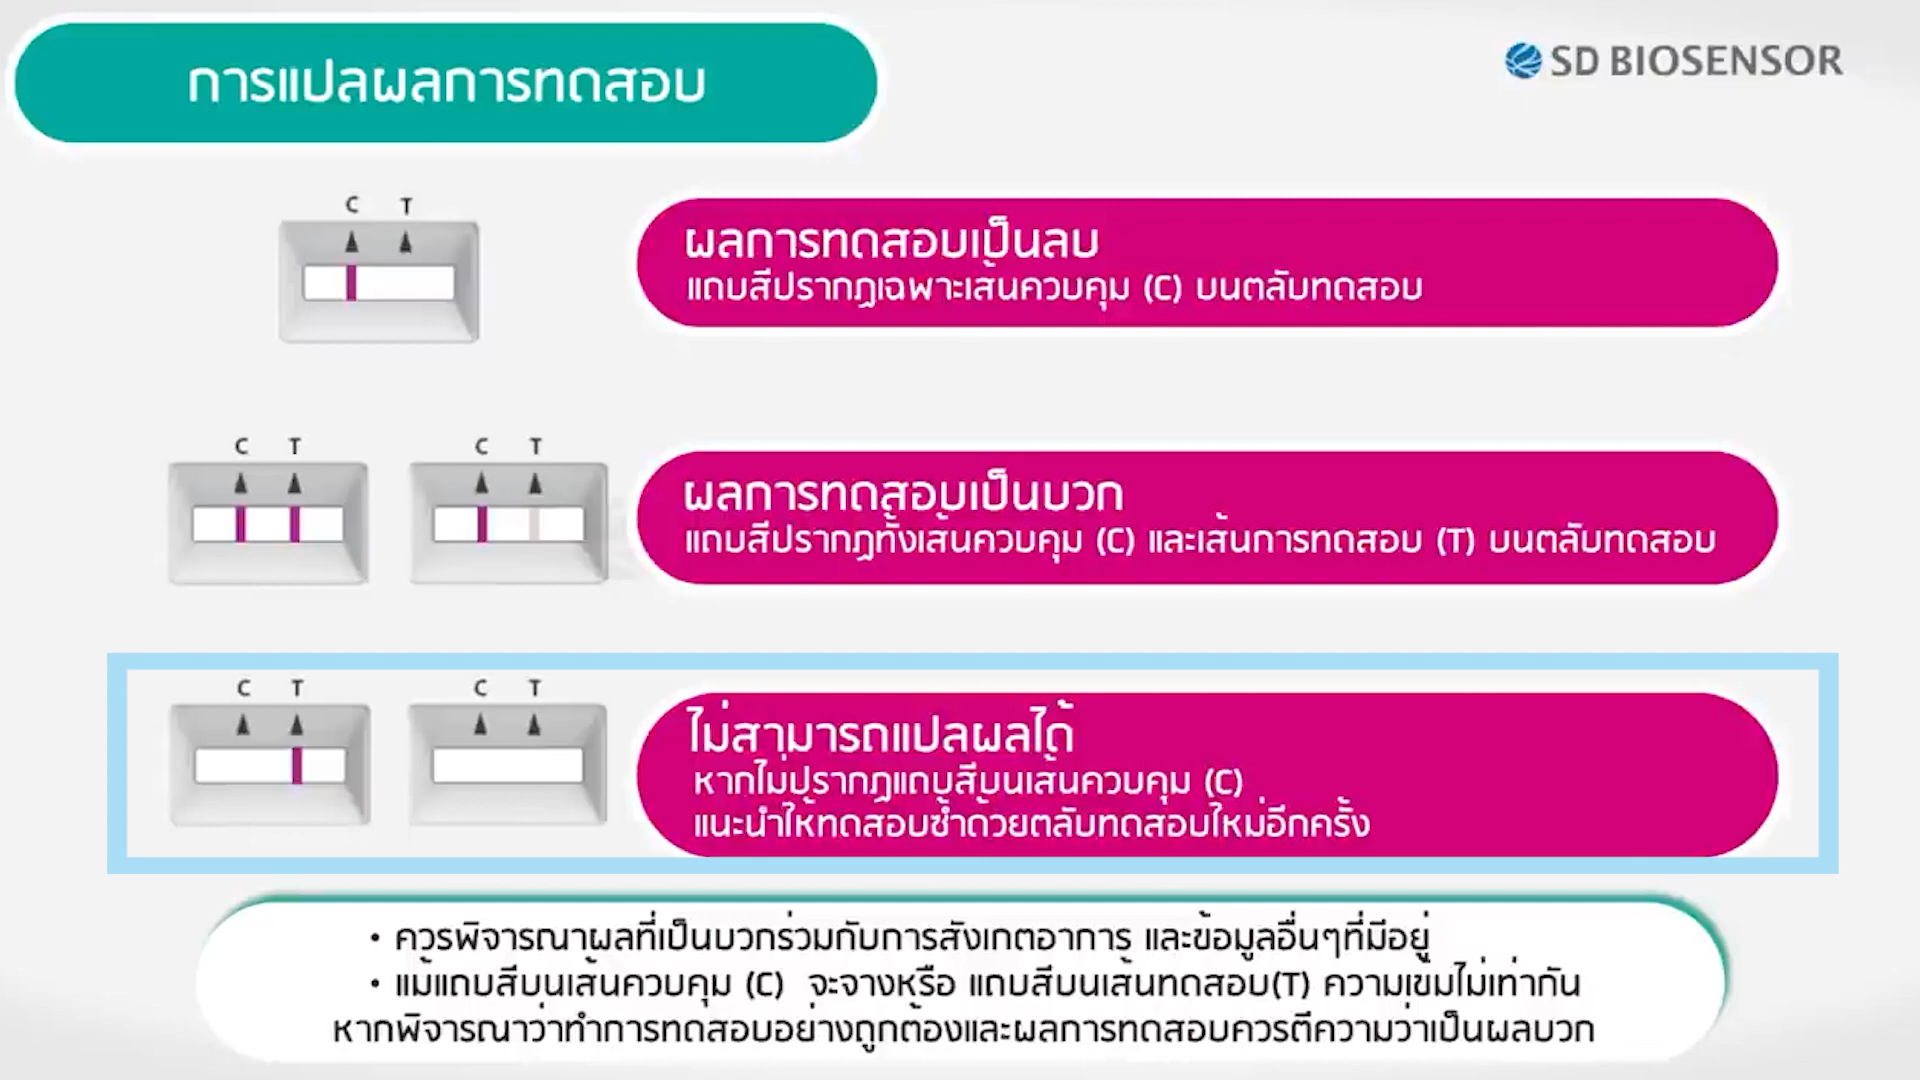 การแปลผลการทดสอบ
SD BIOSENSOR
C T
ผลการทดสอบเป็นลบ
แถบสีปรากฏเฉพาะเส้นควบคุม (C) บนตลับทดสอบ
C T
C T
ผลการทดสอบเป็นบวก
แถบสีปรากฏทั้งเส้นควบคุม (C) และเส้นการทดสอบ (T) บนตลับทดสอบ
C T
C T
ไม่สามารถแปลผลได้
หากไม่ปรากฏแถบสีบนเส้นควบคุม (C)
แนะนำให้ทดสอบซ้ำด้วยตลับทดสอบใหม่อีกครั้ง
• ควรพิจารณาผลที่เป็นบวกร่วมกับการสังเกตอาการ และข้อมูลอื่นๆที่มีอยู่
• แม้แถบสีบนเส้นควบคุม (C) จะจางหรือ แถบสีบนเส้นทดสอบ(T) ความเข้มไม่เท่ากัน
หากพิจารณาว่าทำการทดสอบอย่างถูกต้องและผลการทดสอบควรตีความว่าเป็นผลบวก